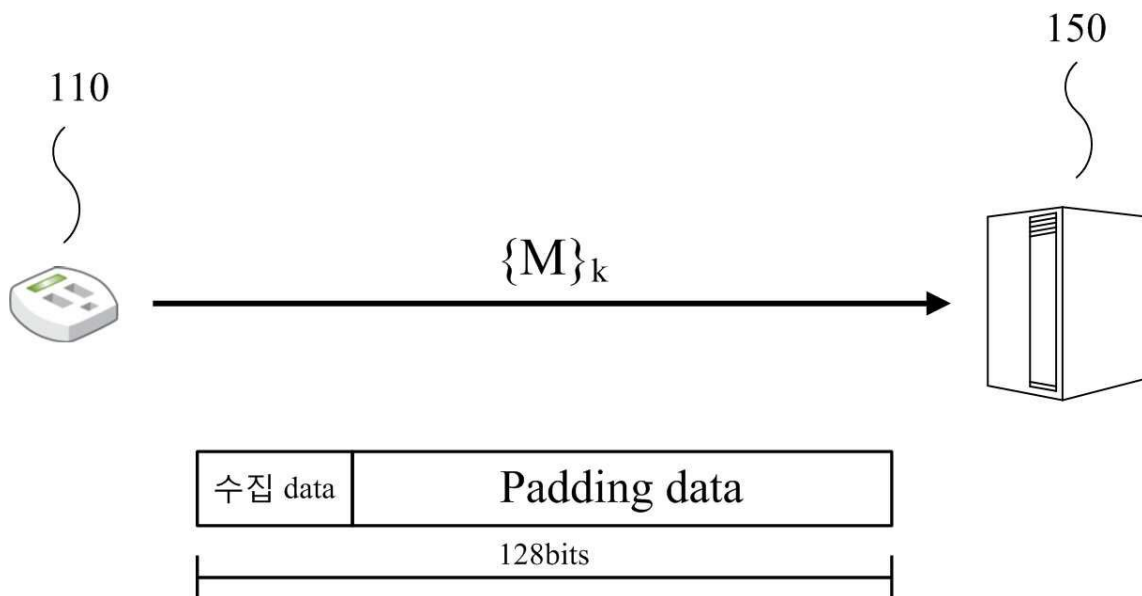 150
110
{M}k
수집 data
Padding data
128bits